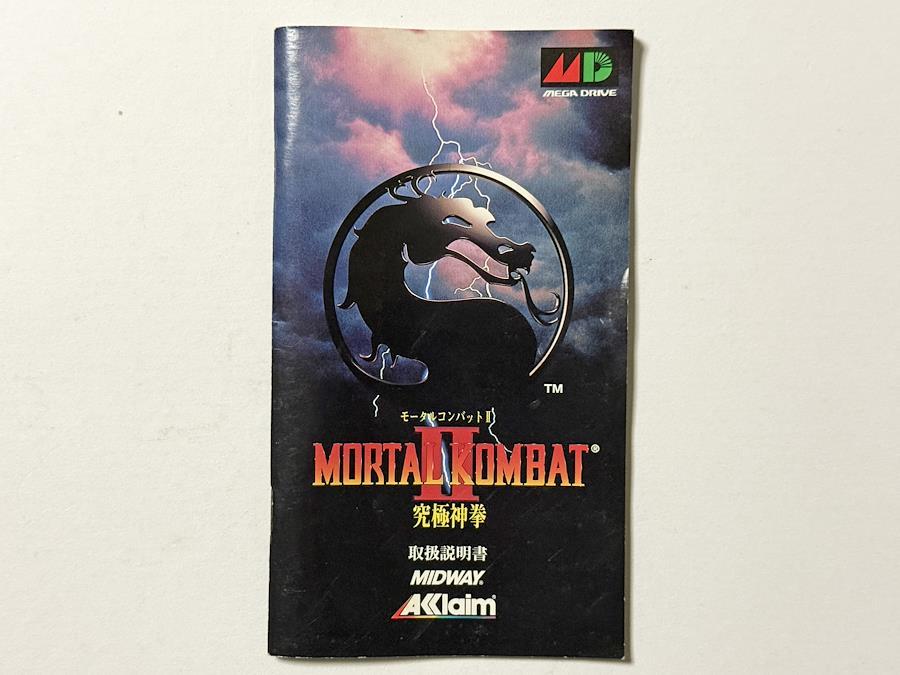 MD
MEGA DRIVE
TM
モータルコンバットⅡ
MORTAL KOMBAT®
II
究極神拳
取扱説明書
MIDWAY®
AKKlaim®